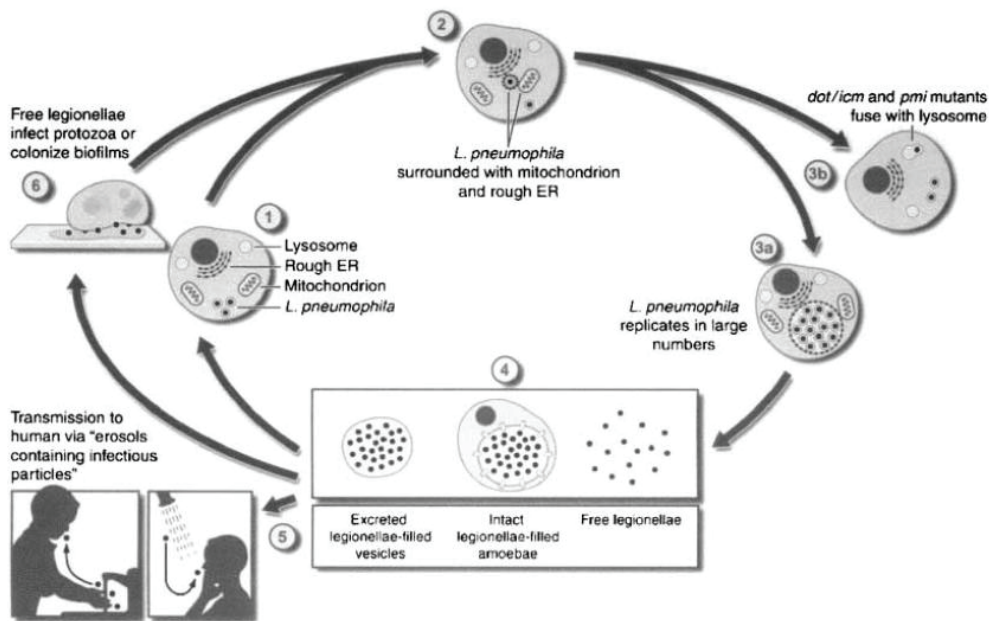 2
Free legionellae
infect protozoa or
colonize biofilms
6
L. pneumophila
surrounded with mitochondrion
and rough ER
dot/icm and pmi mutants
fuse with lysosome
3b
1
Lysosome
Rough ER
Mitochondrion
L. pneumophila
3a
L. pneumophila
replicates in large
numbers
4
Transmission to
human via "erosols
containing infectious
particles"
5
Excreted
legionellae-filled
vesicles
Intact
legionellae-filled
amoebae
Free legionellae